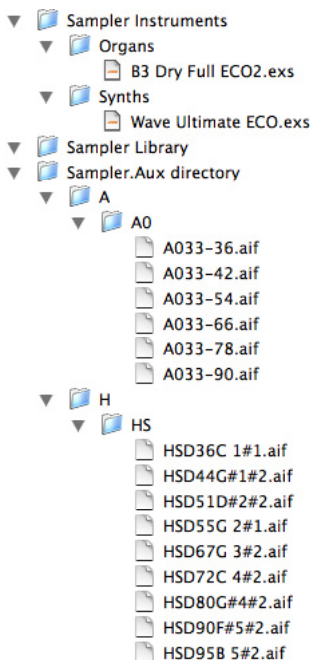 Sampler Instruments
Organs
B3 Dry Full ECO2.exs
Synths
Wave Ultimate ECO.exs
Sampler Library
Sampler.Aux directory
A
A0
A033-36.aif
A033-42.aif
A033-54.aif
A033-66.aif
A033-78.aif
A033-90.aif
H
HS
HSD36C 1#1.aif
HSD44G#1#2.aif
HSD51D#2#2.aif
HSD55G 2#1.aif
HSD67G 3#2.aif
HSD72C 4#2.aif
HSD80G#4#2.aif
HSD90F#5#2.aif
HSD95B 5#2.aif